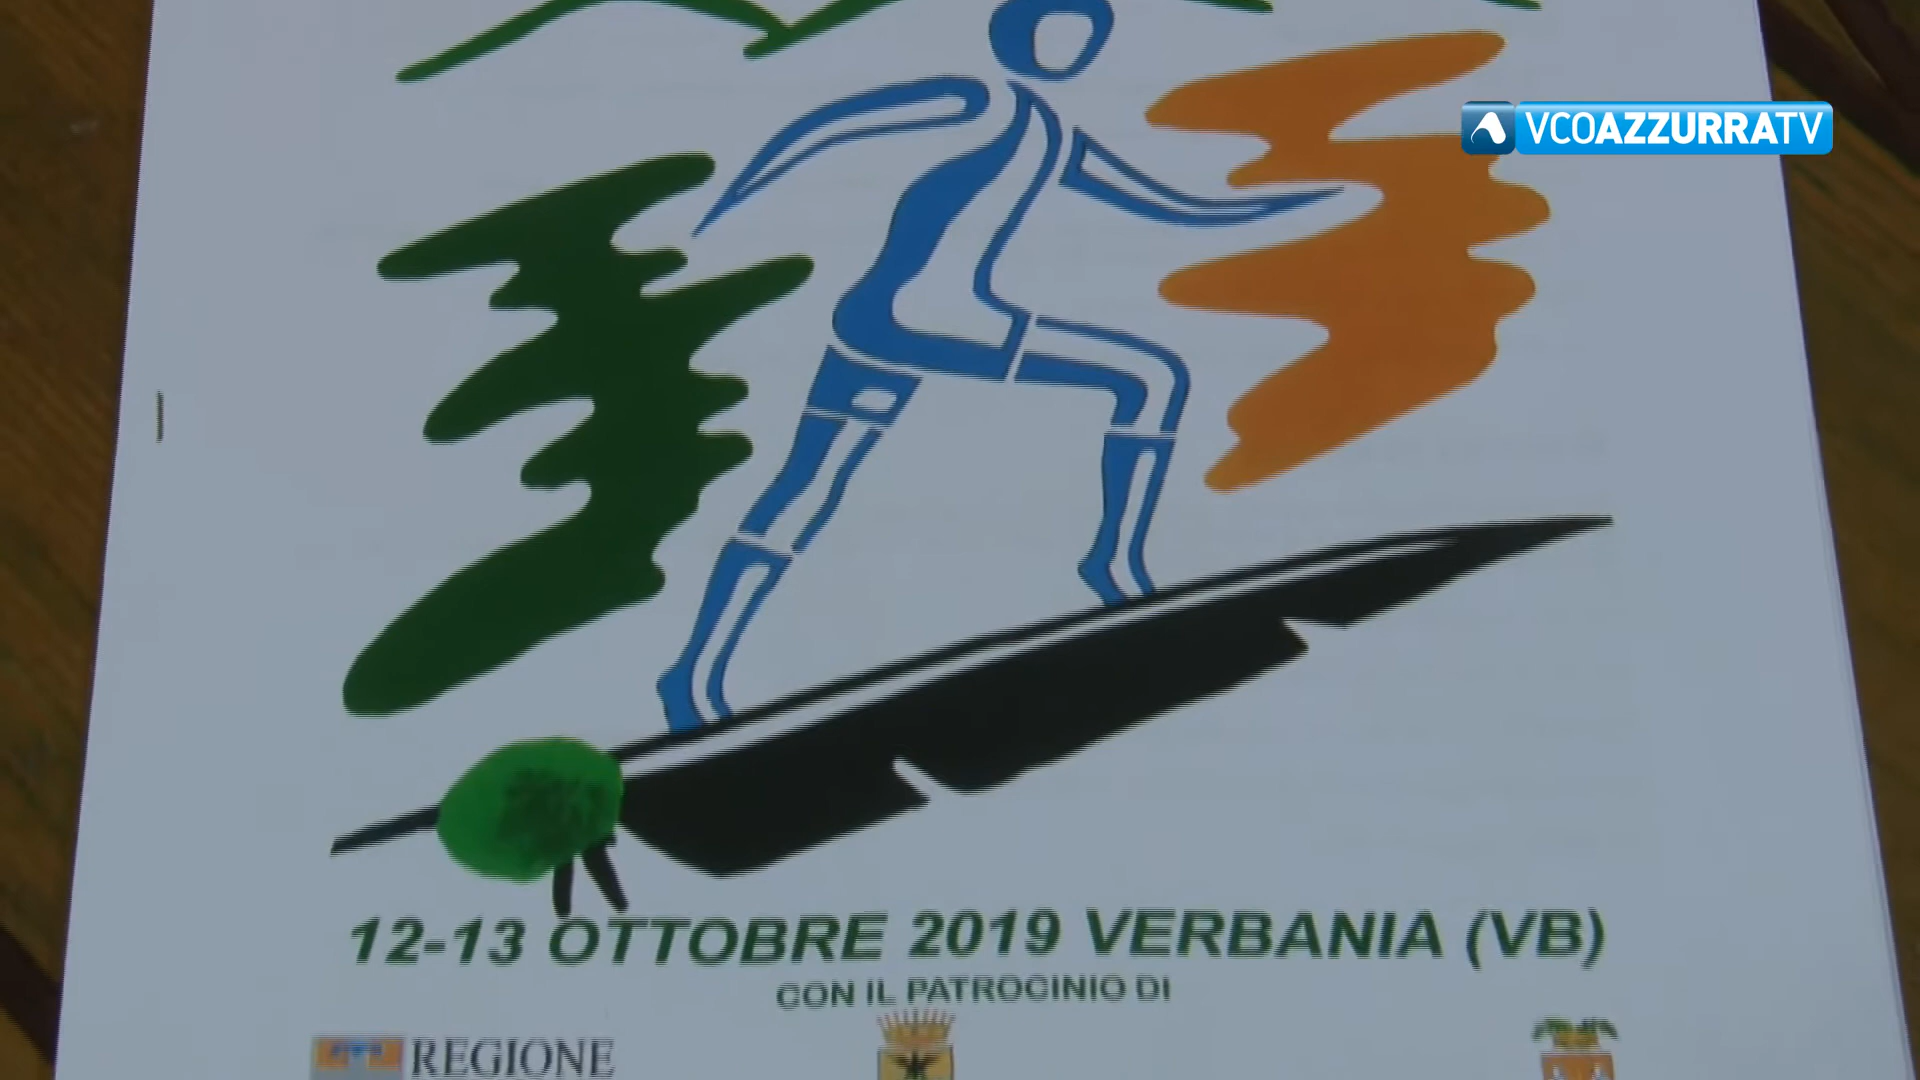 VCOAZZURRATV
12-13 OTTOBRE 2019 VERBANIA (VB)
CON IL PATROCINIO DI
REGIONE